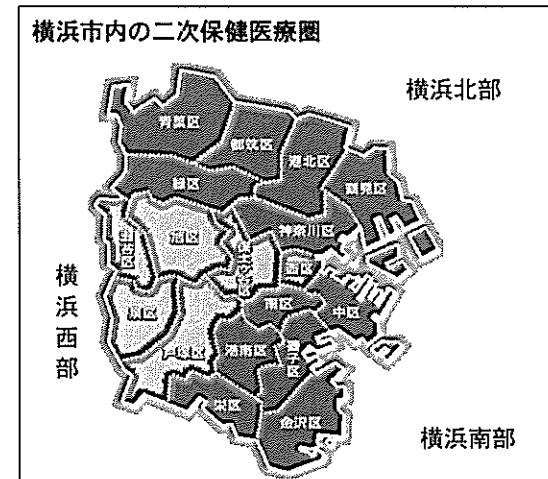 横浜市内の二次保健医療圏
横浜北部
青葉区
都筑区
港北区
鶴見区
緑区
神奈川区
旭区
瀬谷区
保土ケ谷区
西区
横浜西部
泉区
戸塚区
南区
中区
港南区
磯子区
栄区
金沢区
横浜南部